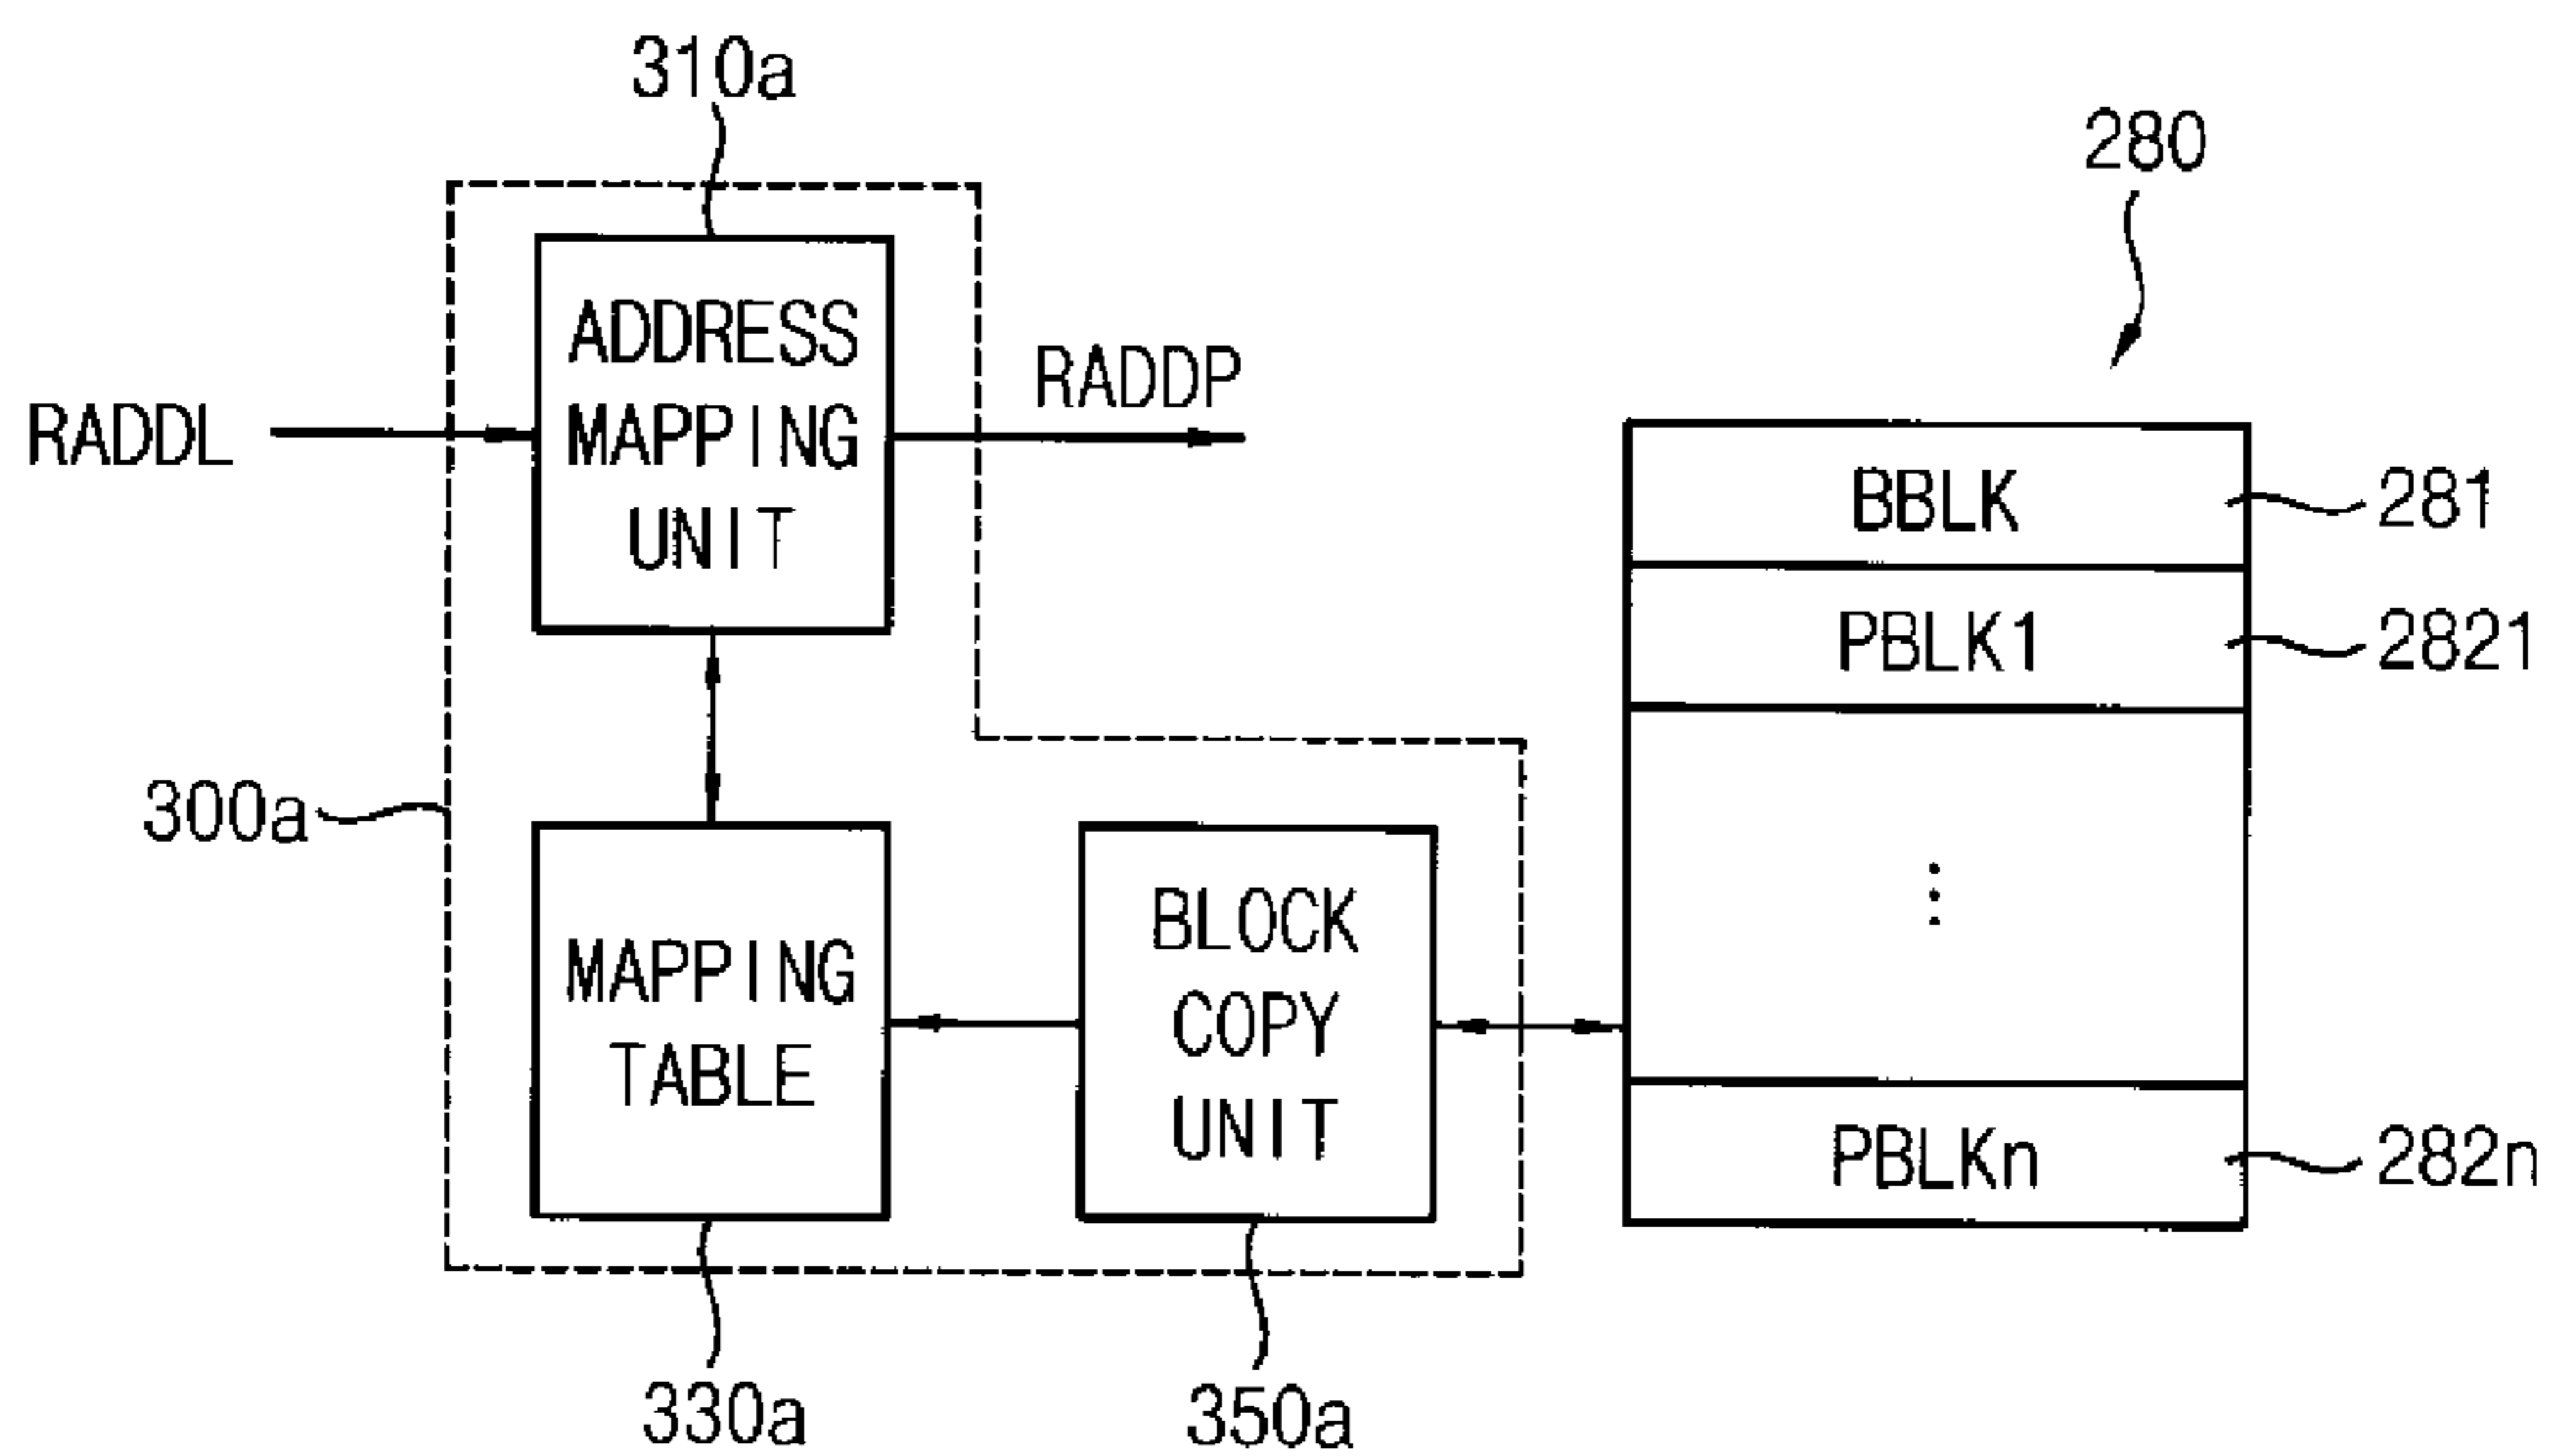 310a
280
ADDRESS
MAPPING
UNIT
RADDL
RADDP
BBLK
281
PBLK1
2821
300a
MAPPING
TABLE
BLOCK
COPY
UNIT
⋮
PBLKn
282n
330a
350a